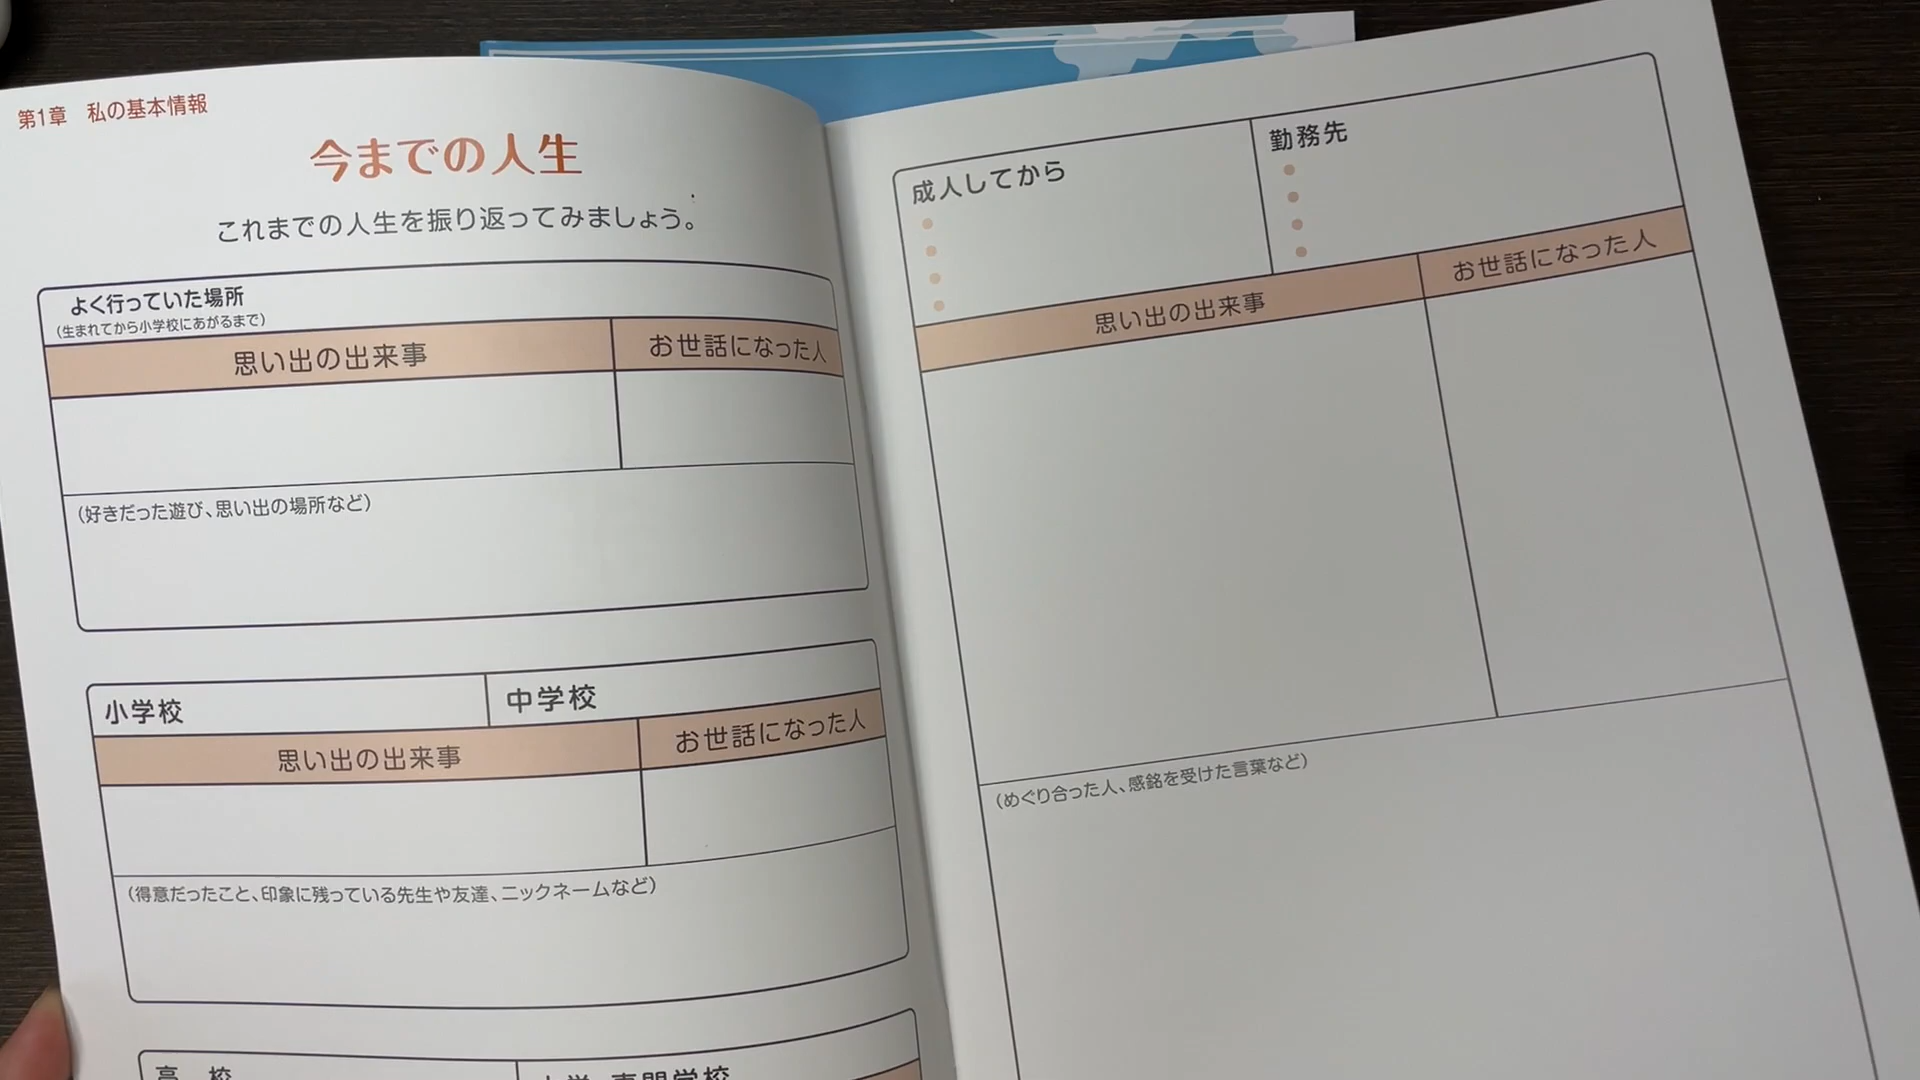 第1章 私の基本情報
今までの人生
これまでの人生を振り返ってみましょう。
よく行っていた場所
(生まれてから小学校にあがるまで)
思い出の出来事 お世話になった人
(好きだった遊び、思い出の場所など)
小学校 中学校
思い出の出来事 お世話になった人
(得意だったこと、印象に残っている先生や友達、ニックネームなど)
高 校 大学・専門学校
成人してから 勤務先
思い出の出来事 お世話になった人
(めぐり合った人、感銘を受けた言葉など)